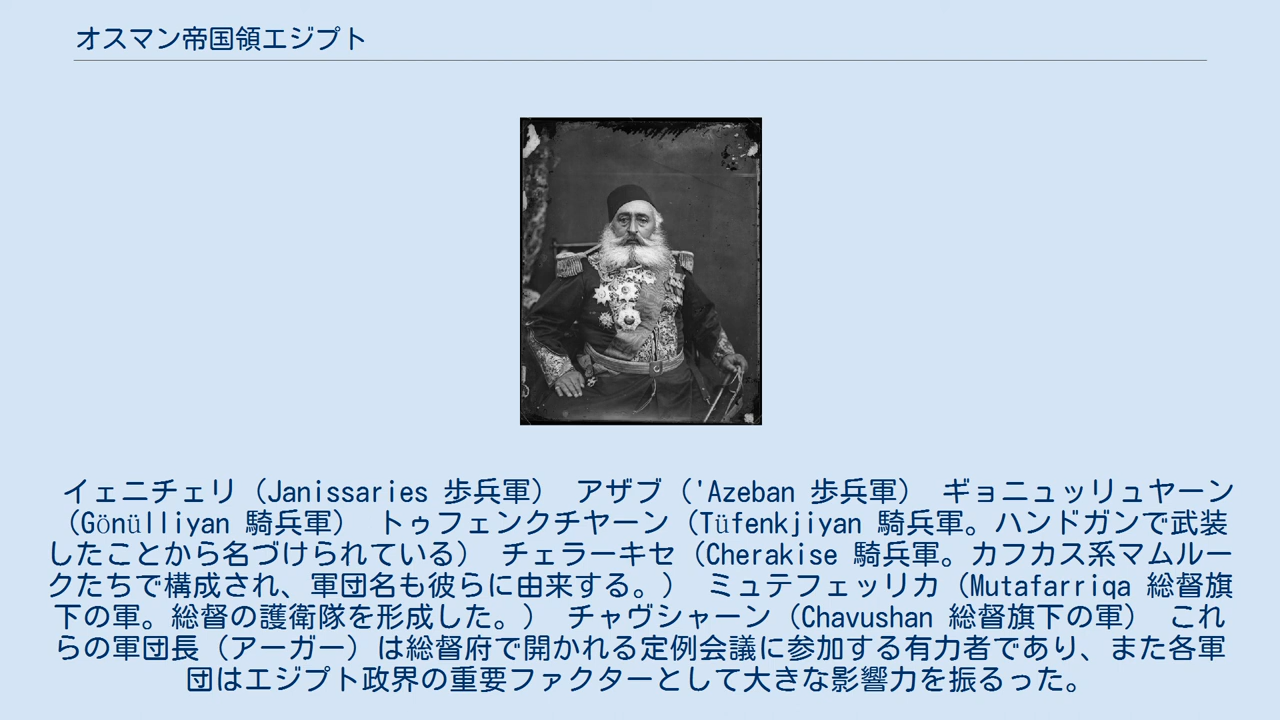 オスマン帝国領エジプト
イェニチェリ（Janissaries 歩兵軍） アザブ（'Azeban 歩兵軍） ギョニュッリュヤーン
（Gönülliyan 騎兵軍） トゥフェンクチヤーン（Tüfenkjiyan 騎兵軍。ハンドガンで武装
したことから名づけられている） チェラーキセ（Cherakise 騎兵軍。カフカス系マムルー
クたちで構成され、軍団名も彼らに由来する。） ミュテフェッリカ（Mutafarriqa 総督旗
下の軍。総督の護衛隊を形成した。） チャヴシャーン（Chavushan 総督旗下の軍） これ
らの軍団長（アーガー）は総督府で開かれる定例会議に参加する有力者であり、また各軍
団はエジプト政界の重要ファクターとして大きな影響力を振るった。